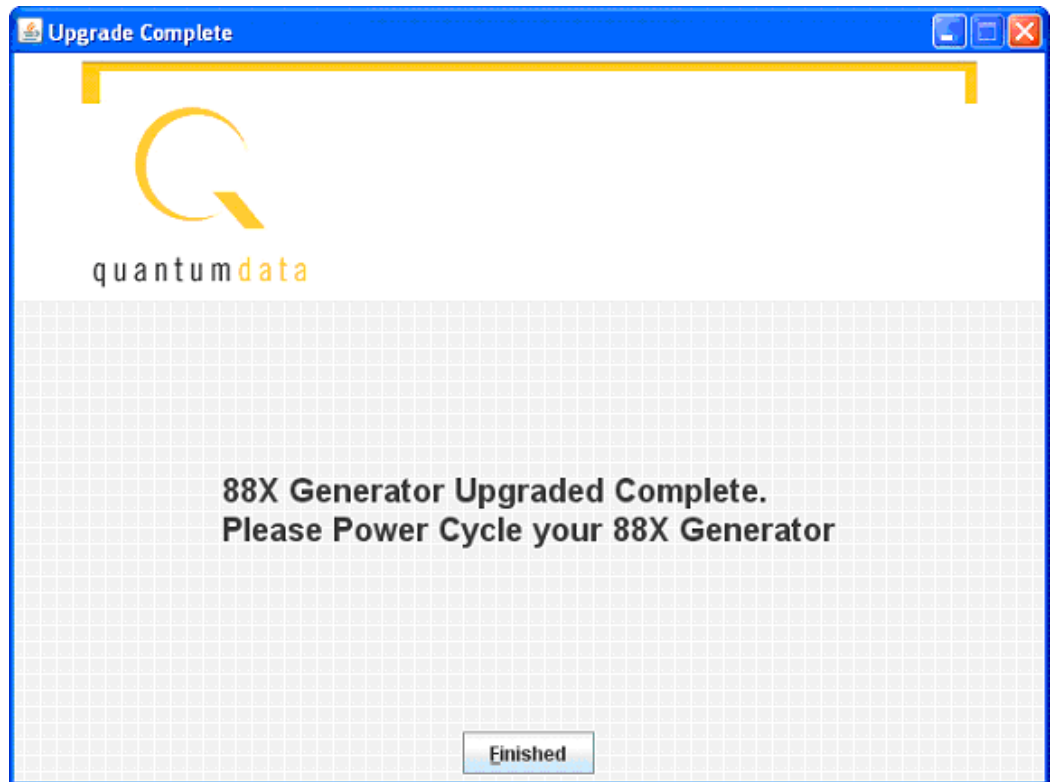 Upgrade Complete
quantumdata
88X Generator Upgraded Complete.
Please Power Cycle your 88X Generator
Finished